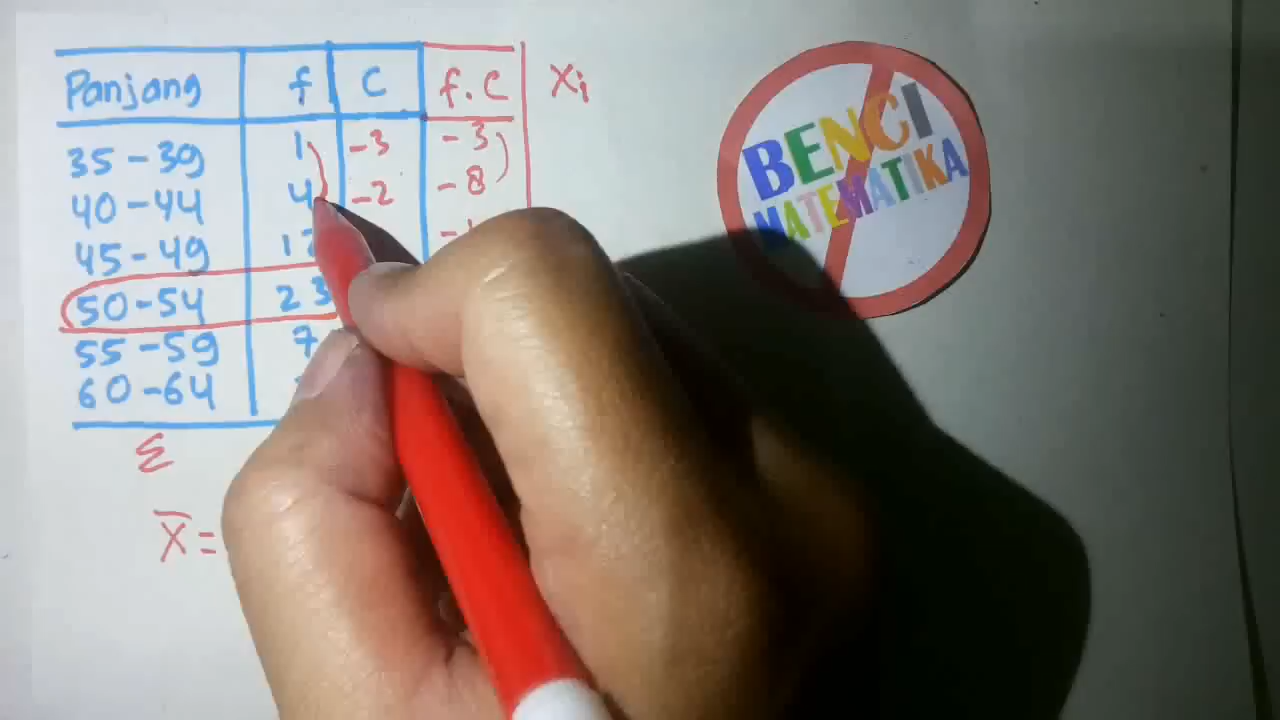 Panjang f C f.C Xi
35-39 1 -3 -3
40-44 4 -2 -8
45-49
50-54 23
55-59 7
60-64
Σ
X̄ =
BENCI
MATEMATIKA